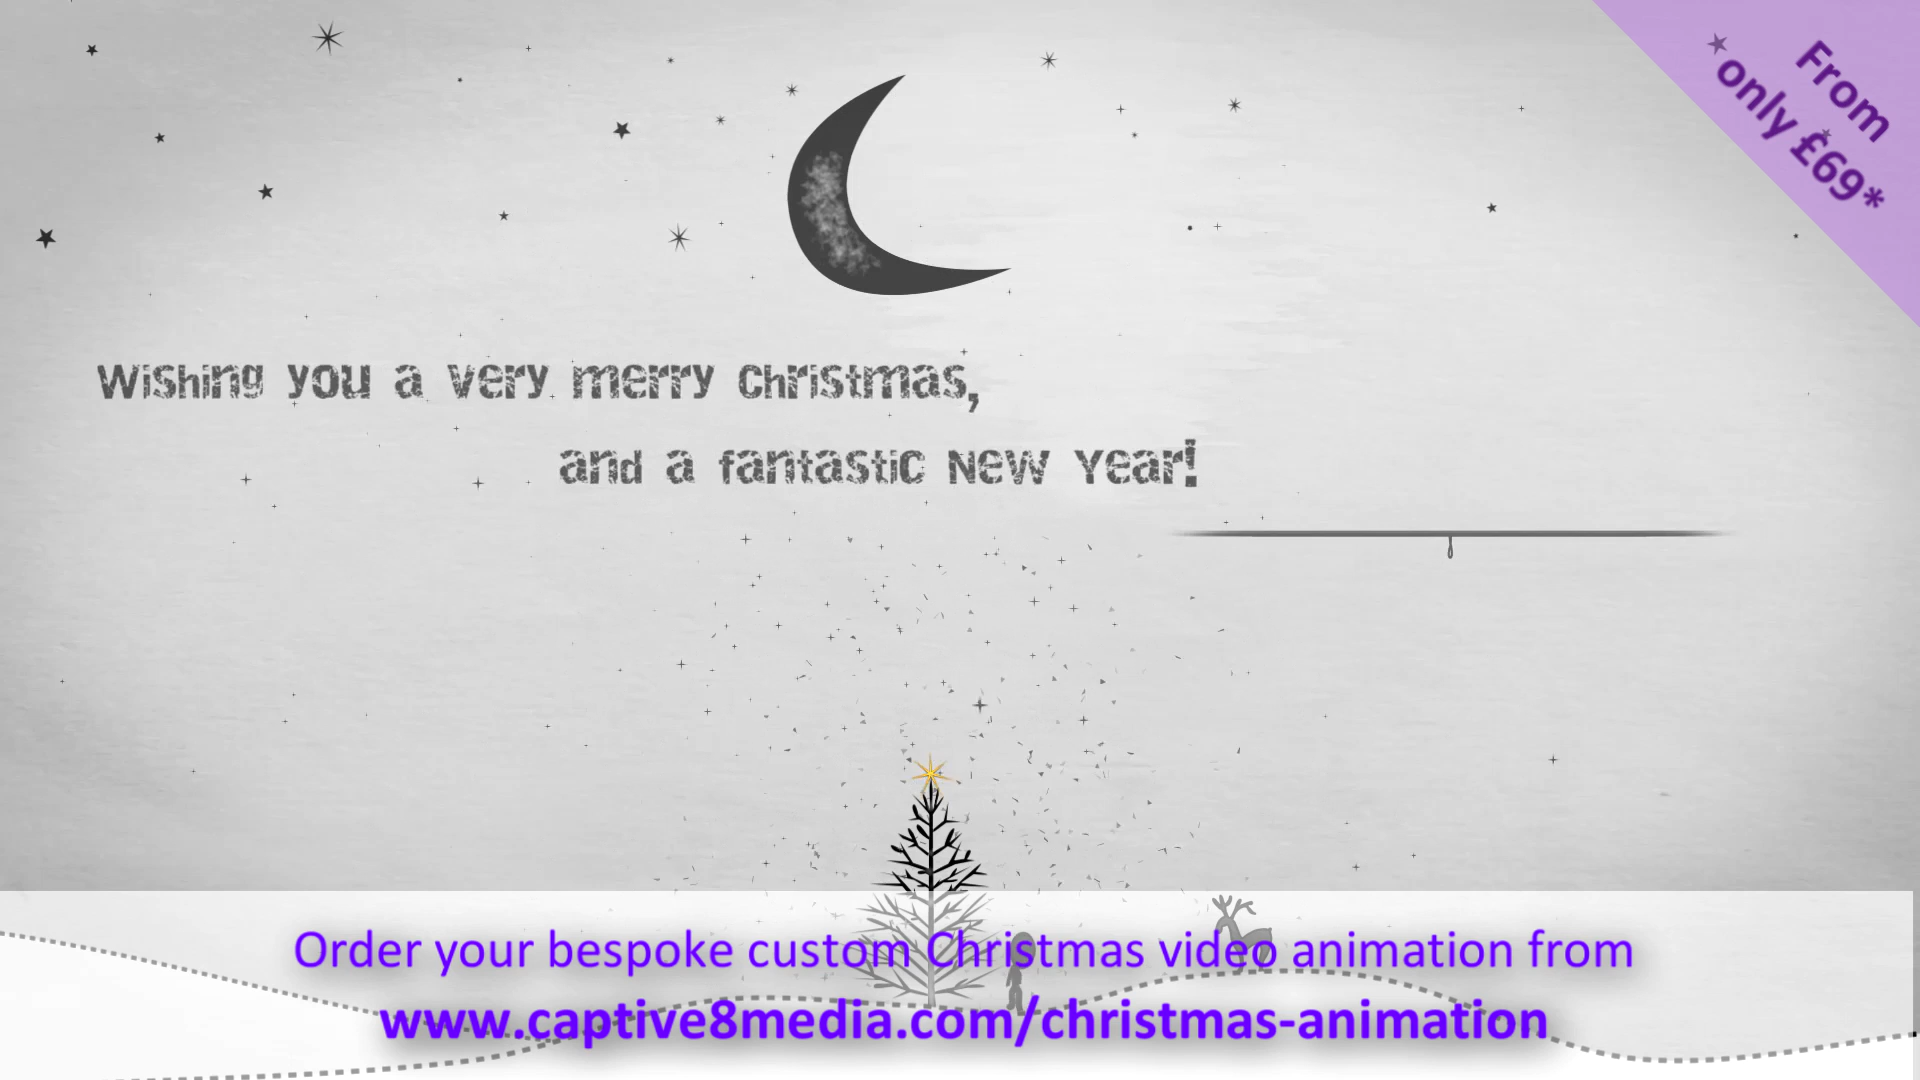 From
only £69*
Wishing you a very merry christmas,
and a fantastic New Year!
Order your bespoke custom Christmas video animation from
www.captive8media.com/christmas-animation